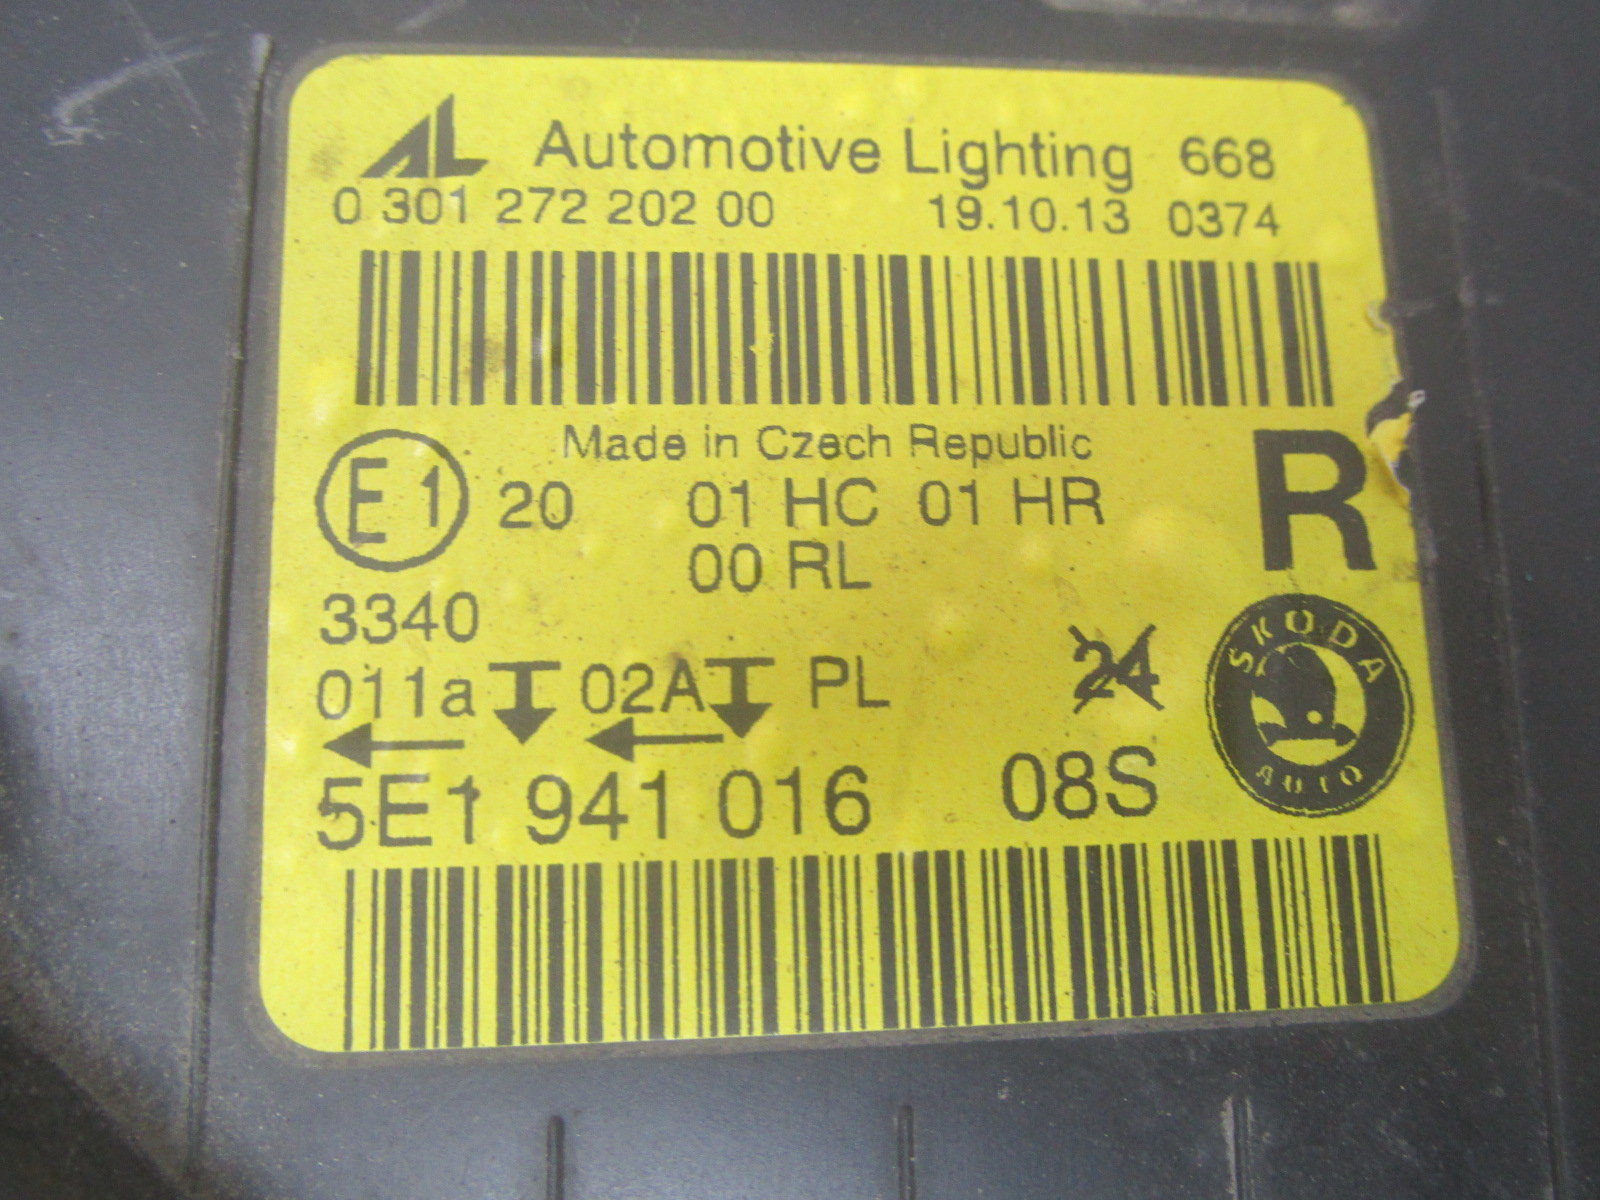 AL Automotive Lighting 668
0 301 272 202 00 19.10.13 0374
Made in Czech Republic
E1 20 01 HC 01 HR R
00 RL
3340
011a 02A PL 24
5E1 941 016 08S
SKODA
AUTO